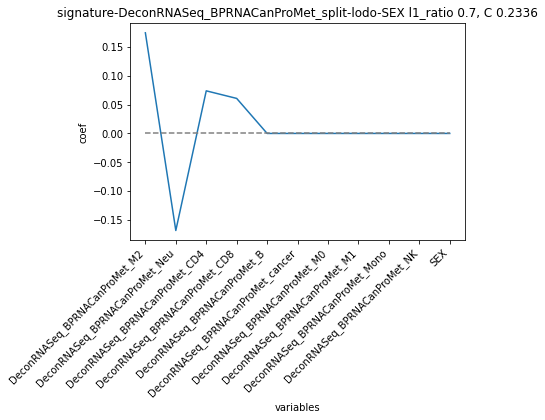 signature-DeconRNASeq_BPRNACanProMet_split-lodo-SEX l1_ratio 0.7, C 0.2336
0.15
0.10
0.05
0.00
−0.05
−0.10
−0.15
coef
DeconRNASeq_BPRNACanProMet_M2
DeconRNASeq_BPRNACanProMet_Neu
DeconRNASeq_BPRNACanProMet_CD4
DeconRNASeq_BPRNACanProMet_CD8
DeconRNASeq_BPRNACanProMet_B
DeconRNASeq_BPRNACanProMet_cancer
DeconRNASeq_BPRNACanProMet_M0
DeconRNASeq_BPRNACanProMet_M1
DeconRNASeq_BPRNACanProMet_Mono
DeconRNASeq_BPRNACanProMet_NK
SEX
variables